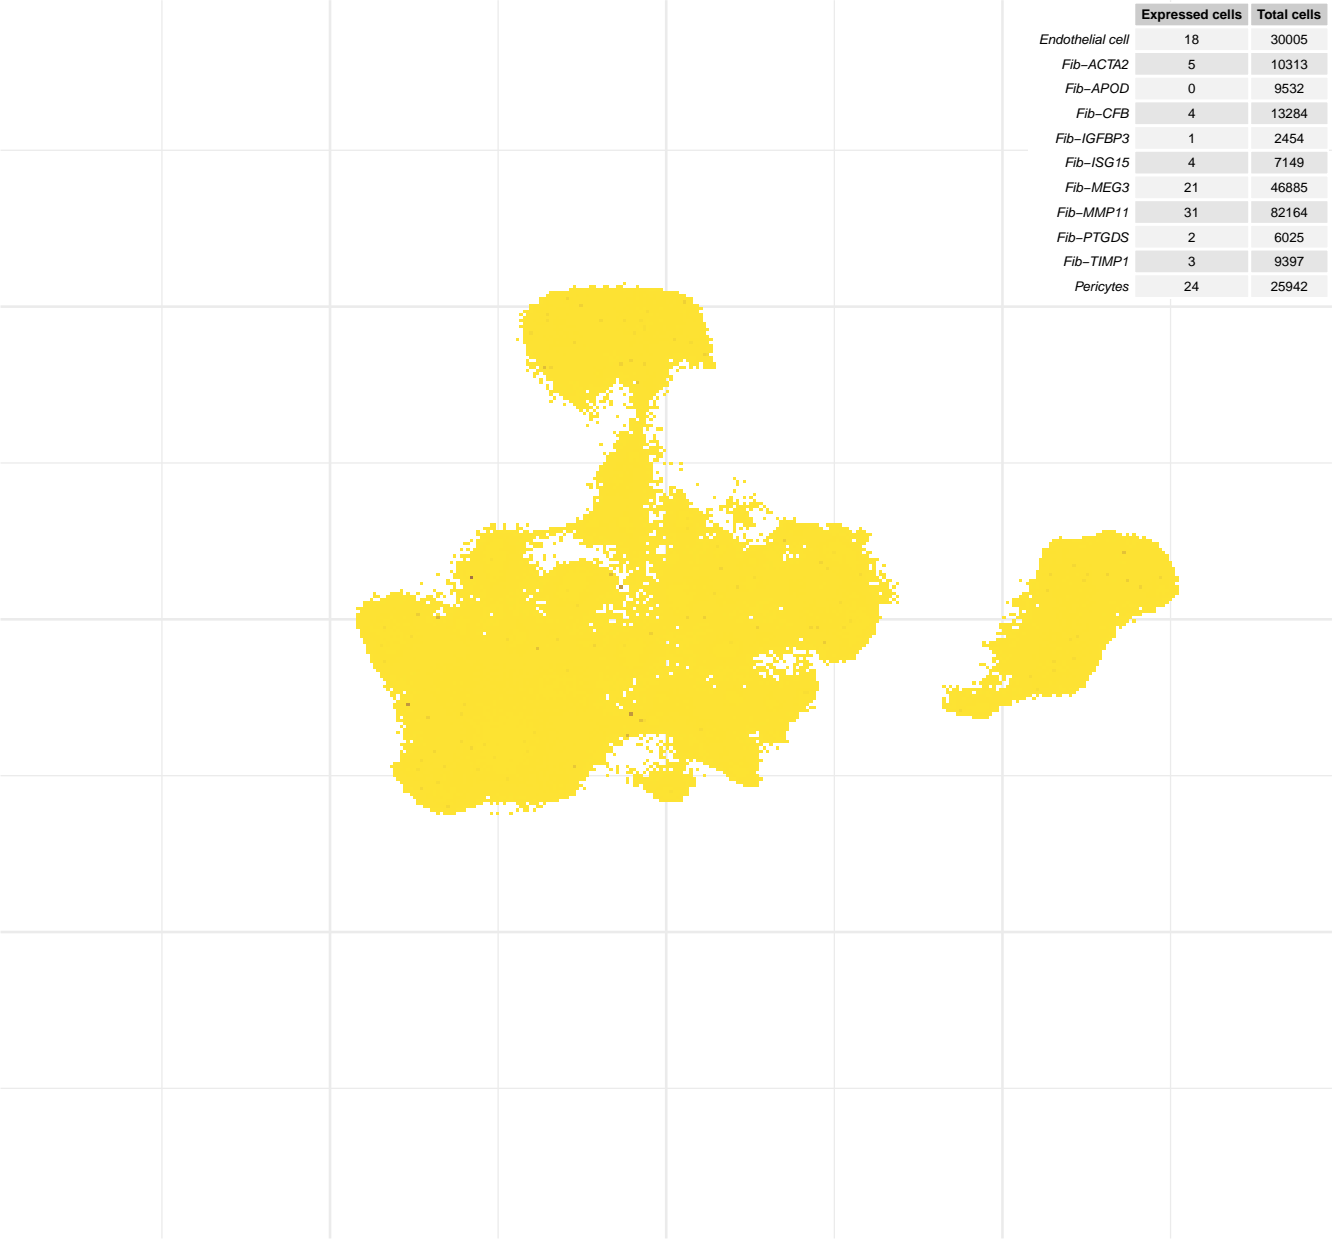 Expressed cells Total cells
Endothelial cell 18 30005
Fib−ACTA2 5 10313
Fib−APOD 0 9532
Fib−CFB 4 13284
Fib−IGFBP3 1 2454
Fib−ISG15 4 7149
Fib−MEG3 21 46885
Fib−MMP11 31 82164
Fib−PTGDS 2 6025
Fib−TIMP1 3 9397
Pericytes 24 25942